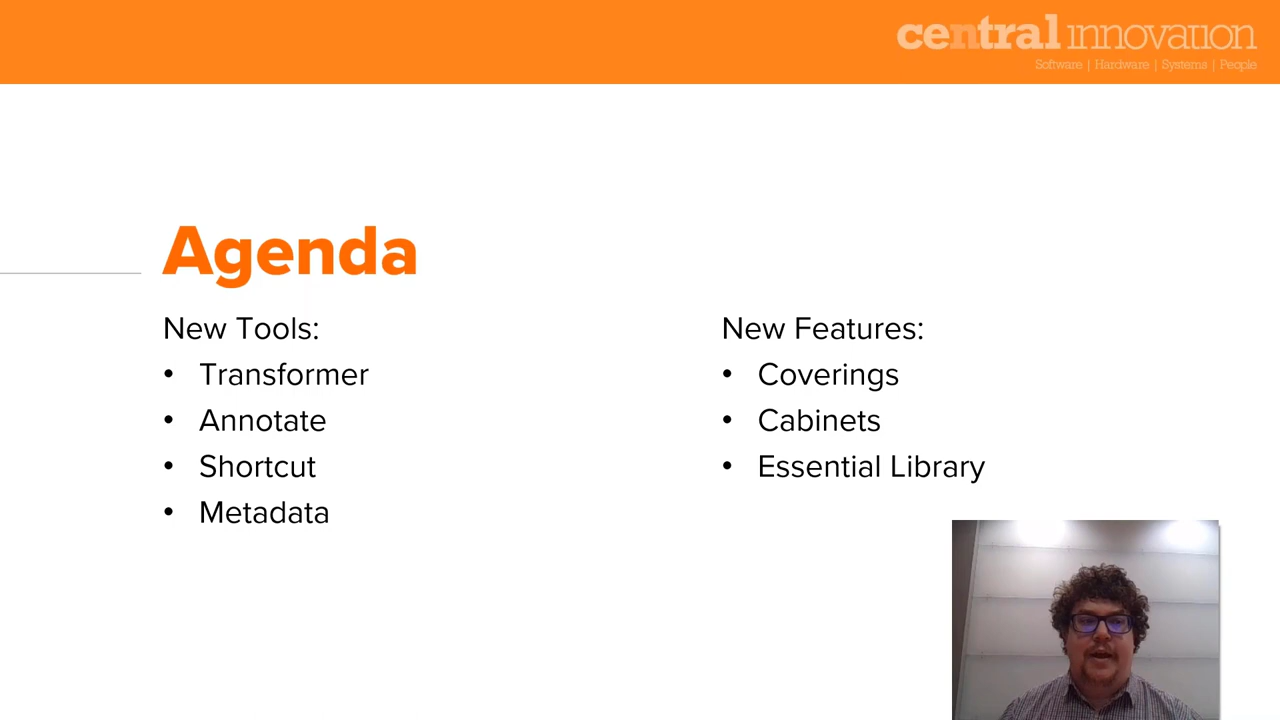 central innovation
Software | Hardware | Systems | People
Agenda
New Tools:
• Transformer
• Annotate
• Shortcut
• Metadata
New Features:
• Coverings
• Cabinets
• Essential Library